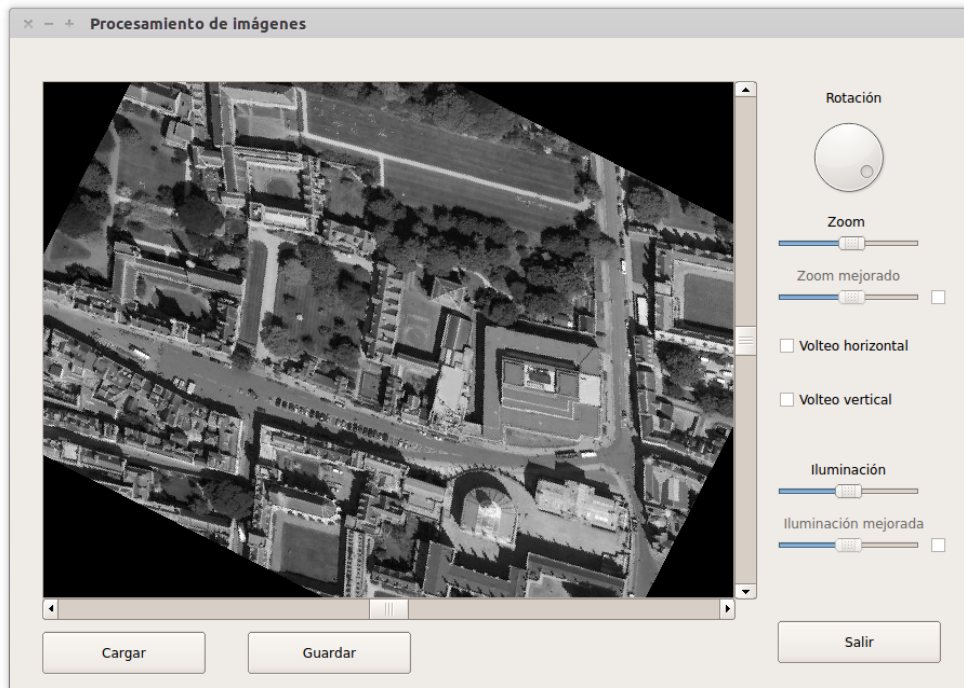 Procesamiento de imágenes
Rotación
Zoom
Zoom mejorado
Volteo horizontal
Volteo vertical
Iluminación
Iluminación mejorada
Cargar
Guardar
Salir